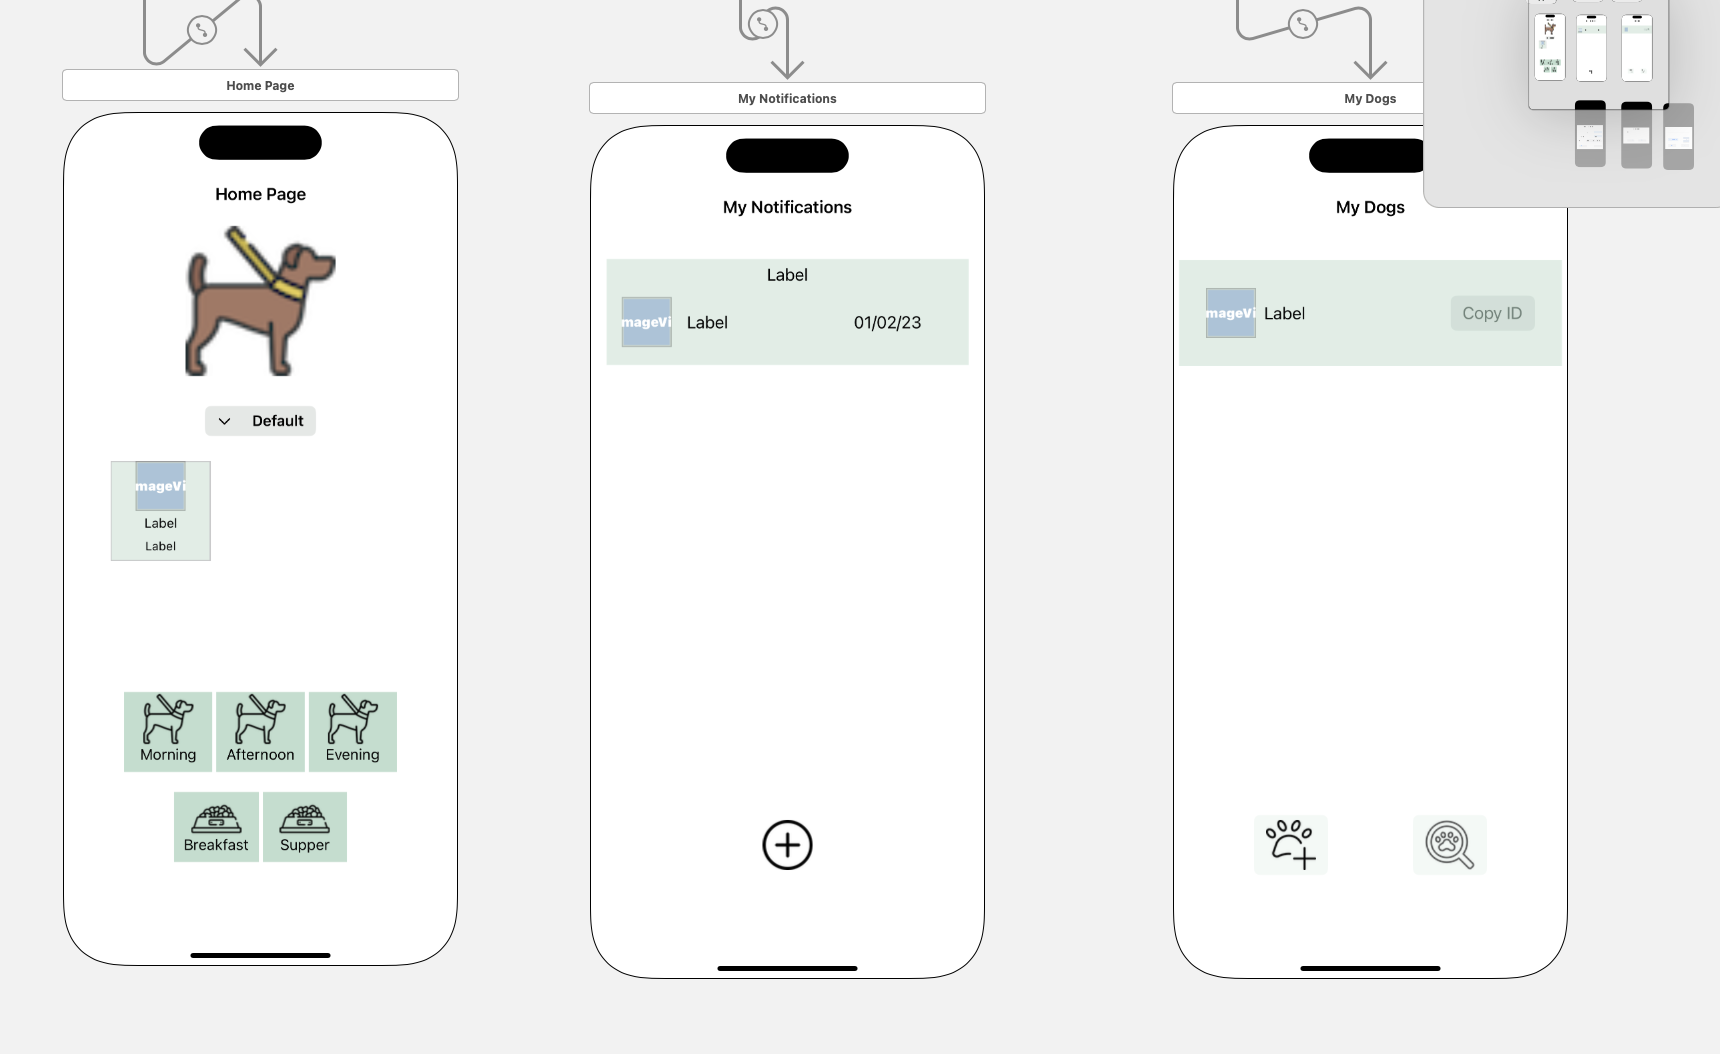 Home Page
Home Page
Default
mageVi
Label
Label
Morning
Afternoon
Evening
Breakfast
Supper
My Notifications
My Notifications
Label
mageVi
Label
01/02/23
My Dogs
My Dogs
mageVi
Label
Copy ID